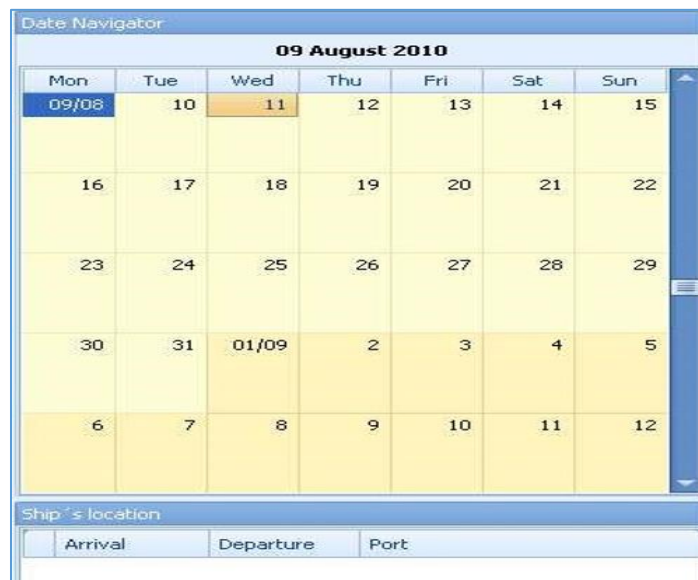 Date Navigator
09 August 2010
Mon Tue Wed Thu Fri Sat Sun
09/08 10 11 12 13 14 15
16 17 18 19 20 21 22
23 24 25 26 27 28 29
30 31 01/09 2 3 4 5
6 7 8 9 10 11 12
Ship´s location
Arrival Departure Port